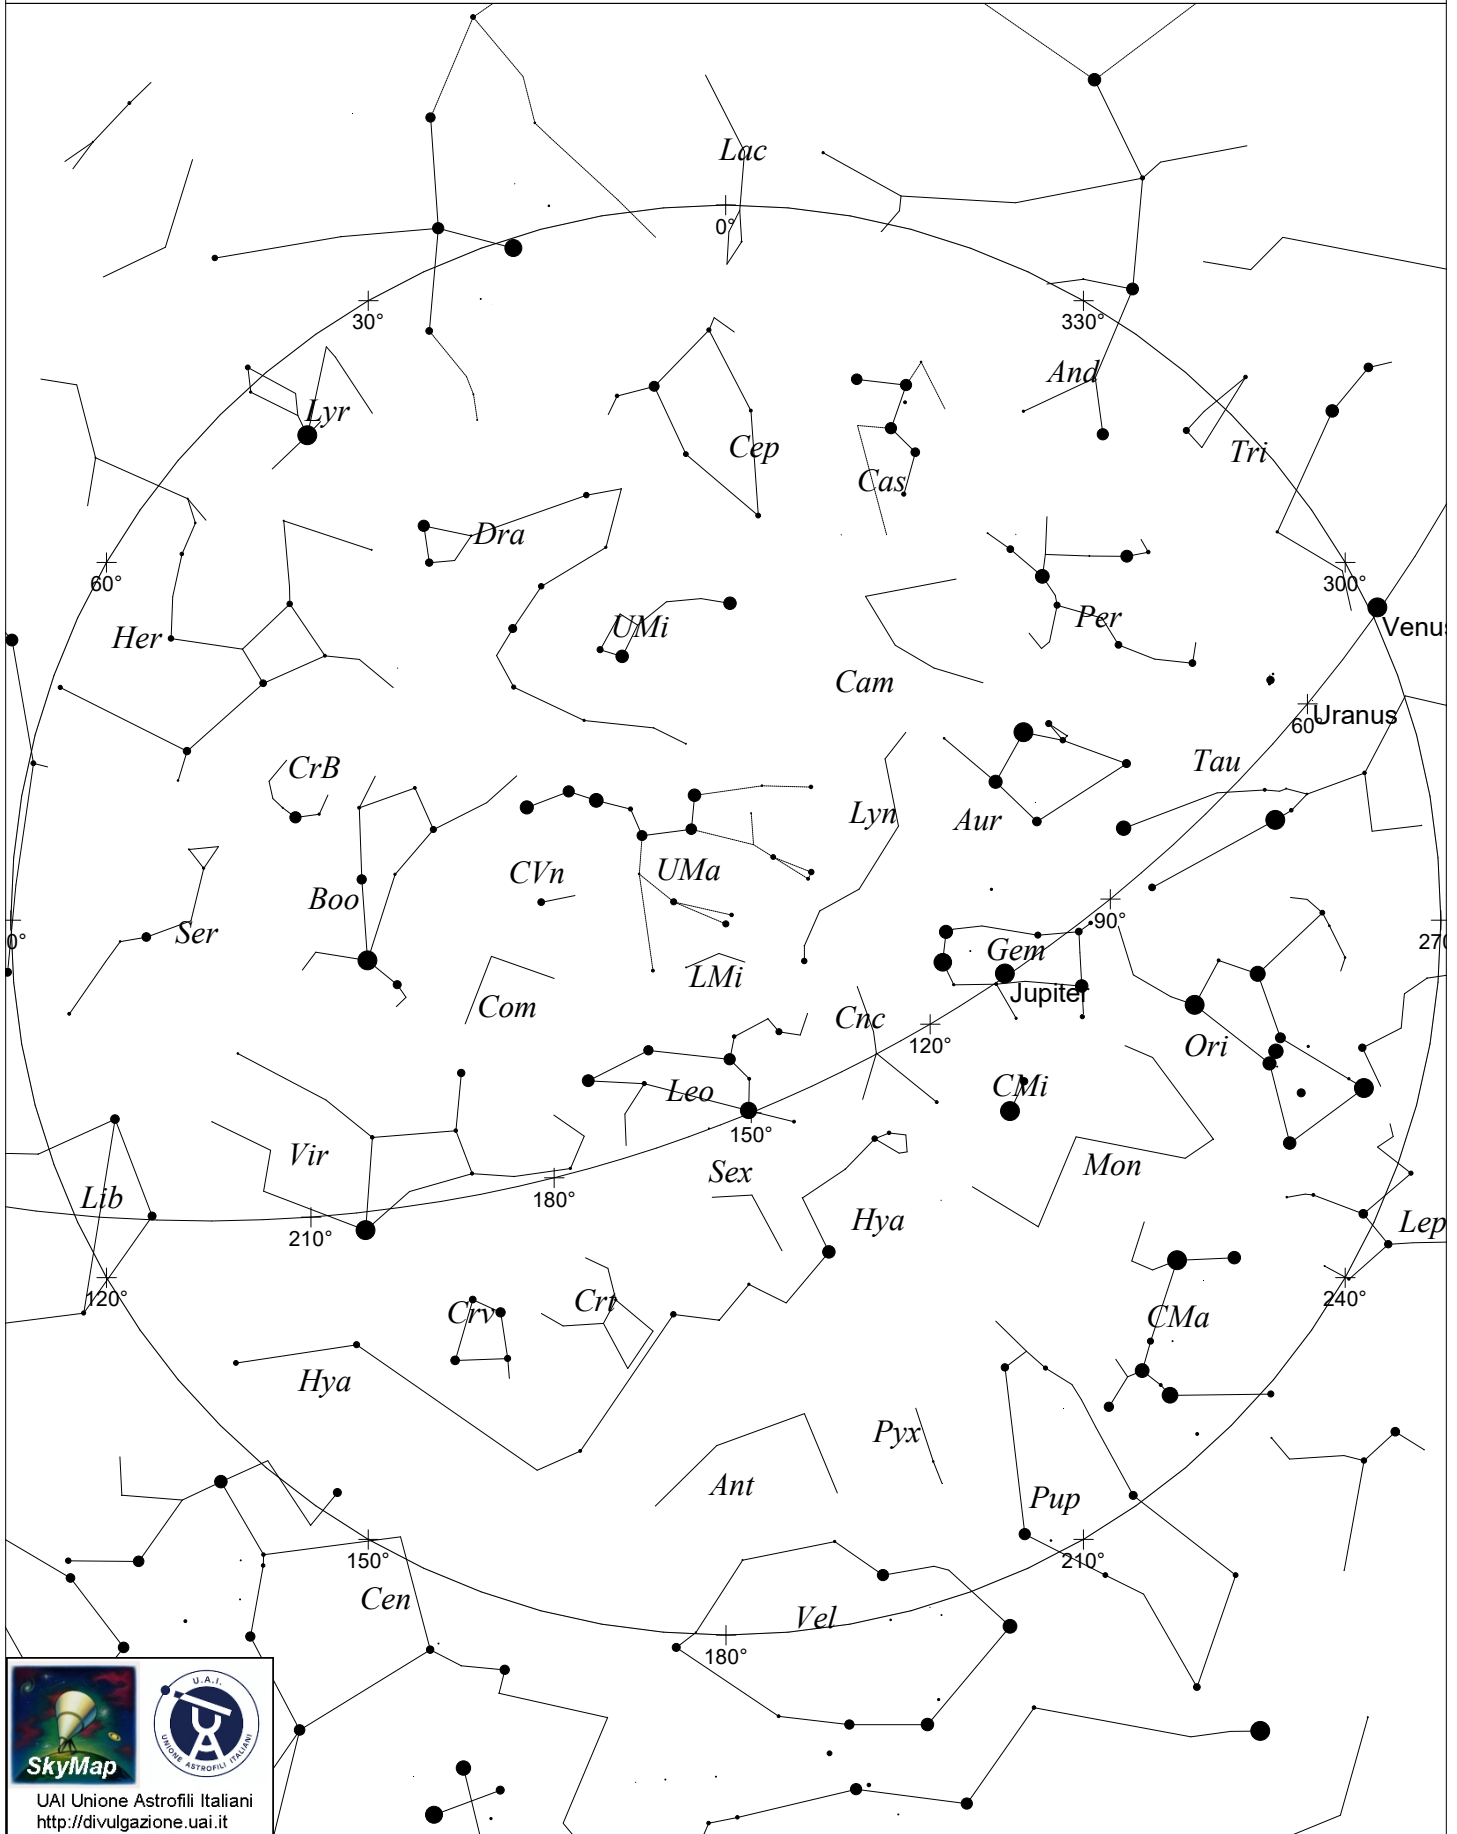 Lac
0°
30°
330°
And
Lyr
Cep
Tri
Cas
Dra
60°
300°
UMi
Venus
Her
Per
Cam
Uranus
60°
CrB
Tau
Lyn
Aur
UMa
CVn
Boo
90°
Ser
0°
270
Gem
LMi
Jupiter
Com
Cnc
120°
Ori
CMi
Leo
150°
Vir
Mon
Sex
180°
Lib
210°
Hya
Lep
120°
Crt
Crv
240°
CMa
Hya
Pyx
Ant
Pup
150°
210°
Cen
Vel
180°
U.A.I.
UNIONE ASTROFILI ITALIANI
SkyMap
UAI Unione Astrofili Italiani
http://divulgazione.uai.it